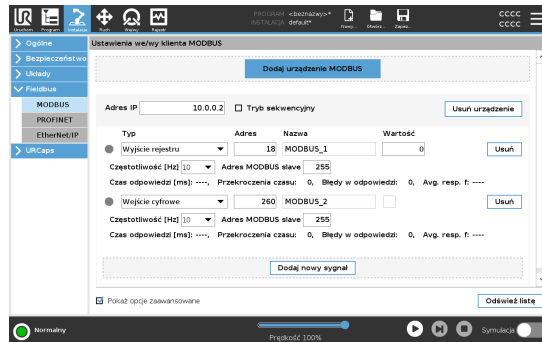 PROGRAM <beznazwy>*
INSTALACJA default*
Uruchom Program Instalacja Ruch We/wy Rejestr Nowy... Otwórz... Zapisz...
CCCC
CCCC
Ogólne
Bezpieczeństwo
Układy
Fieldbus
MODBUS
PROFINET
EtherNet/IP
URCaps
Ustawienia we/wy klienta MODBUS
Dodaj urządzenie MODBUS
Adres IP 10.0.0.2 Tryb sekwencyjny Usuń urządzenie
Typ Adres Nazwa Wartość
Wyjście rejestru 18 MODBUS_1 0 Usuń
Częstotliwość [Hz] 10 Adres MODBUS slave 255
Czas odpowiedzi [ms]: ----, Przekroczenia czasu: 0, Błędy w odpowiedzi: 0, Avg. resp. f: ----
Wejście cyfrowe 260 MODBUS_2 Usuń
Częstotliwość [Hz] 10 Adres MODBUS slave 255
Czas odpowiedzi [ms]: ----, Przekroczenia czasu: 0, Błędy w odpowiedzi: 0, Avg. resp. f: ----
Dodaj nowy sygnał
Pokaż opcje zaawansowane Odśwież listę
Normalny Prędkość 100% Symulacja